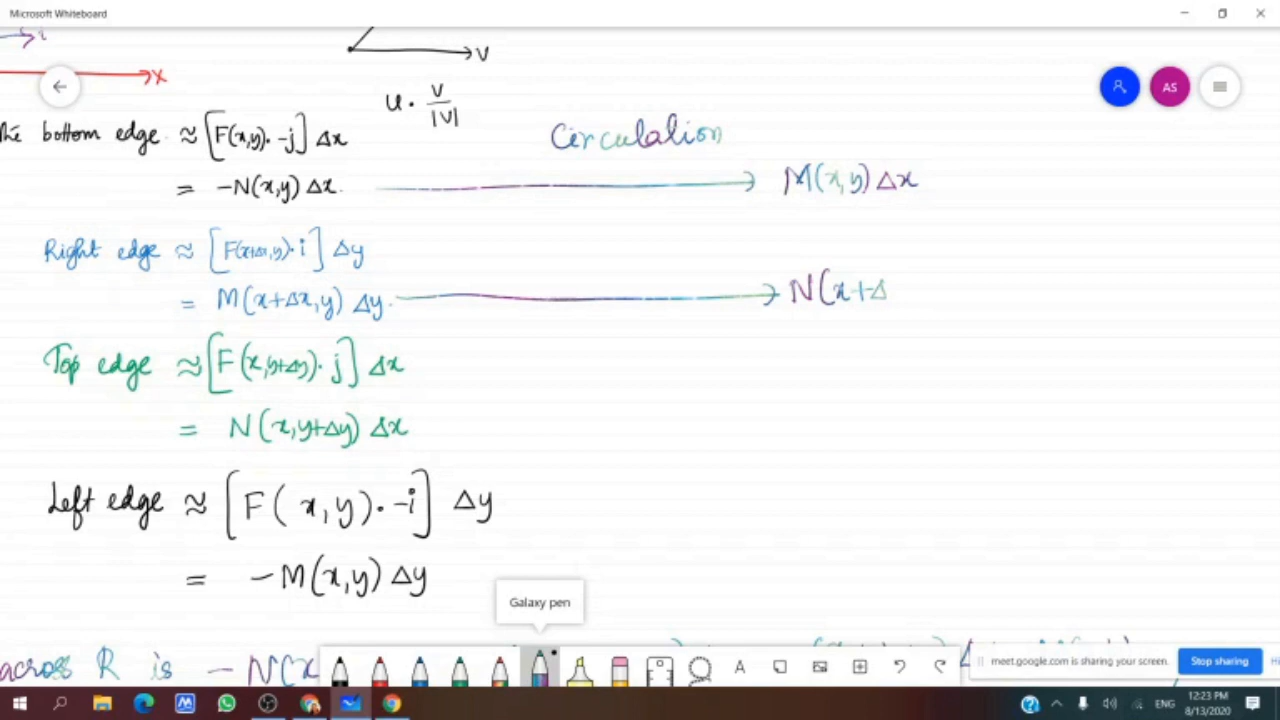 Microsoft Whiteboard
i
X
V
u · V/|V|
AS
The bottom edge ≈ [F(x,y)· -j] Δx
= -N(x,y) Δx.
Circulation
M(x,y) Δx
Right edge ≈ [F(x+Δx,y)· i] Δy
= M(x+Δx,y) Δy.
N(x+Δ
Top edge ≈ [F(x,y+Δy)· j] Δx
= N(x,y+Δy) Δx
Left edge ≈ [F(x,y)· -i] Δy
= -M(x,y) Δy
Galaxy pen
across R is - N(x
A
meet.google.com is sharing your screen.
Stop sharing
Hi
ENG
12:23 PM
8/13/2020